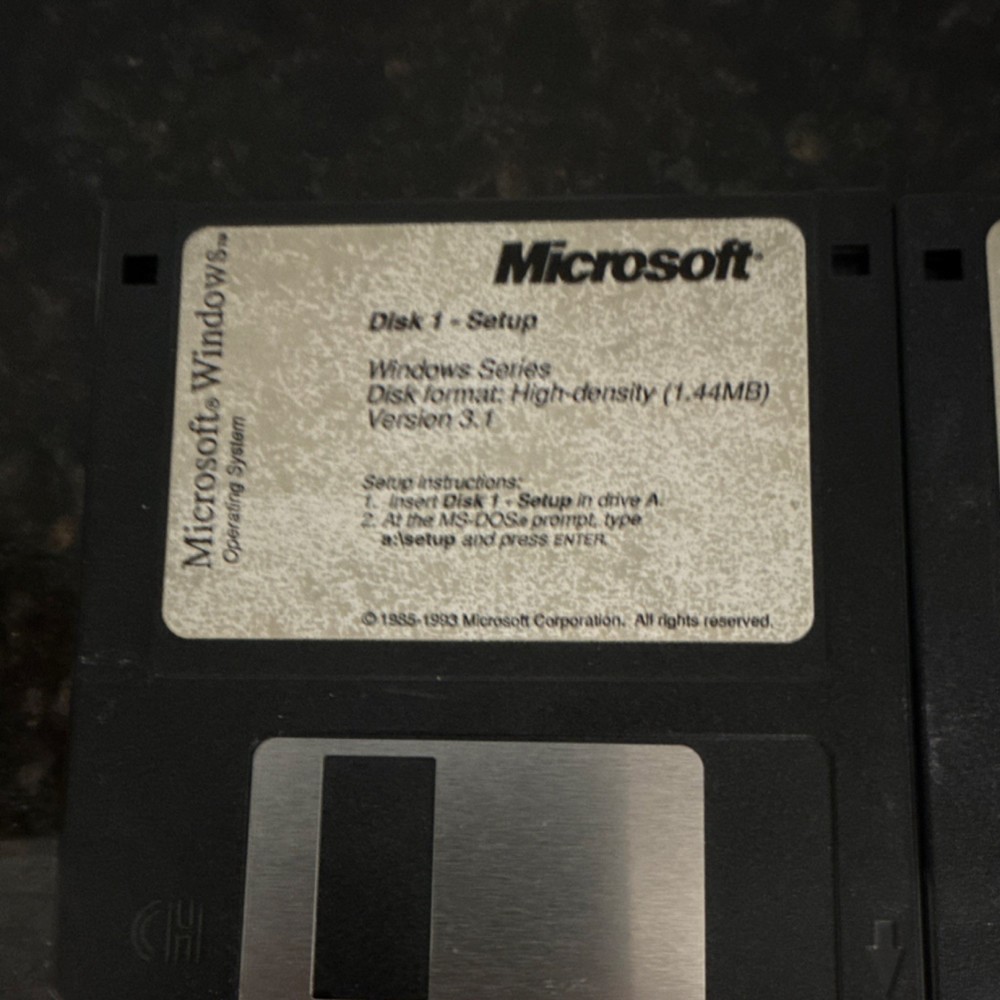 Microsoft® Windows™
Operating System
Microsoft®
Disk 1 - Setup
Windows Series
Disk format: High-density (1.44MB)
Version 3.1
Setup instructions:
1. Insert Disk 1 - Setup in drive A.
2. At the MS-DOS® prompt, type
a:\setup and press ENTER.
© 1985-1993 Microsoft Corporation. All rights reserved.